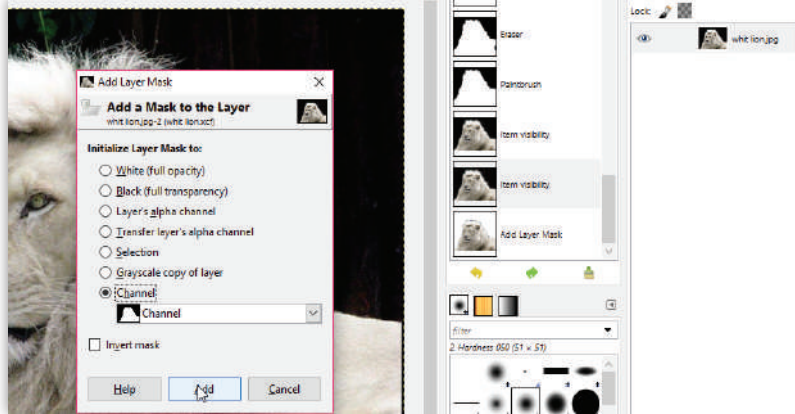 Add Layer Mask
Add a Mask to the Layer
whit lion.jpg-2 (whit lion.xcf)
Initialize Layer Mask to:
White (full opacity)
Black (full transparency)
Layer's alpha channel
Transfer layer's alpha channel
Selection
Grayscale copy of layer
Channel
Channel
Invert mask
Help
Add
Cancel
Eraser
Paintbrush
Item visibility
Item visibility
Add Layer Mask
filter
2. Hardness 050 (51 × 51)
Lock:
whit lion.jpg